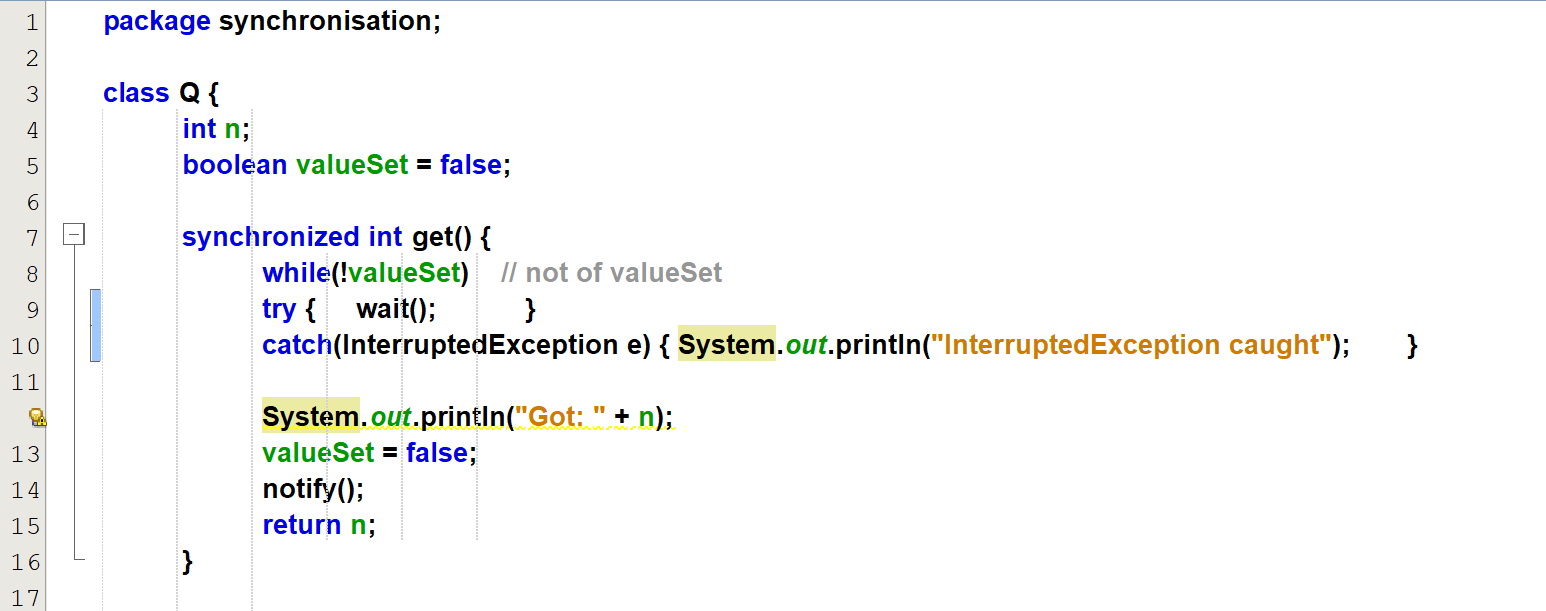 1 package synchronisation;
2
3 class Q {
4 int n;
5 boolean valueSet = false;
6
7 synchronized int get() {
8 while(!valueSet) // not of valueSet
9 try { wait(); }
10 catch(InterruptedException e) { System.out.println("InterruptedException caught"); }
11
System.out.println("Got: " + n);
13 valueSet = false;
14 notify();
15 return n;
16 }
17